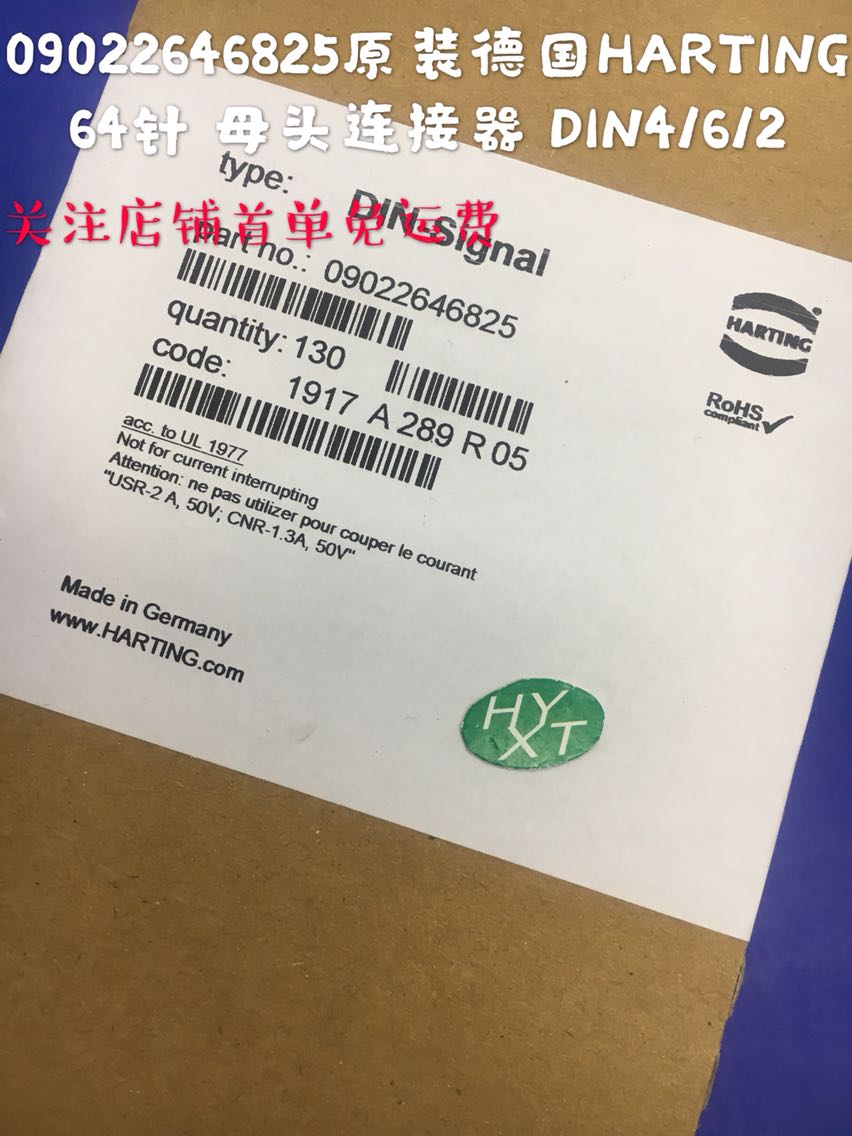 09022646825原装德国HARTING
64针 母头连接器 DIN4/6/2
关注店铺首单免运费
type: DIN-Signal
part no.: 09022646825
quantity: 130
code: 1917 A 289 R 05
acc. to UL 1977
Not for current interrupting
Attention: ne pas utilizer pour couper le courant
"USR-2 A, 50V; CNR-1.3A, 50V"
Made in Germany
www.HARTING.com
HARTING
RoHS
compliant
HY
XT